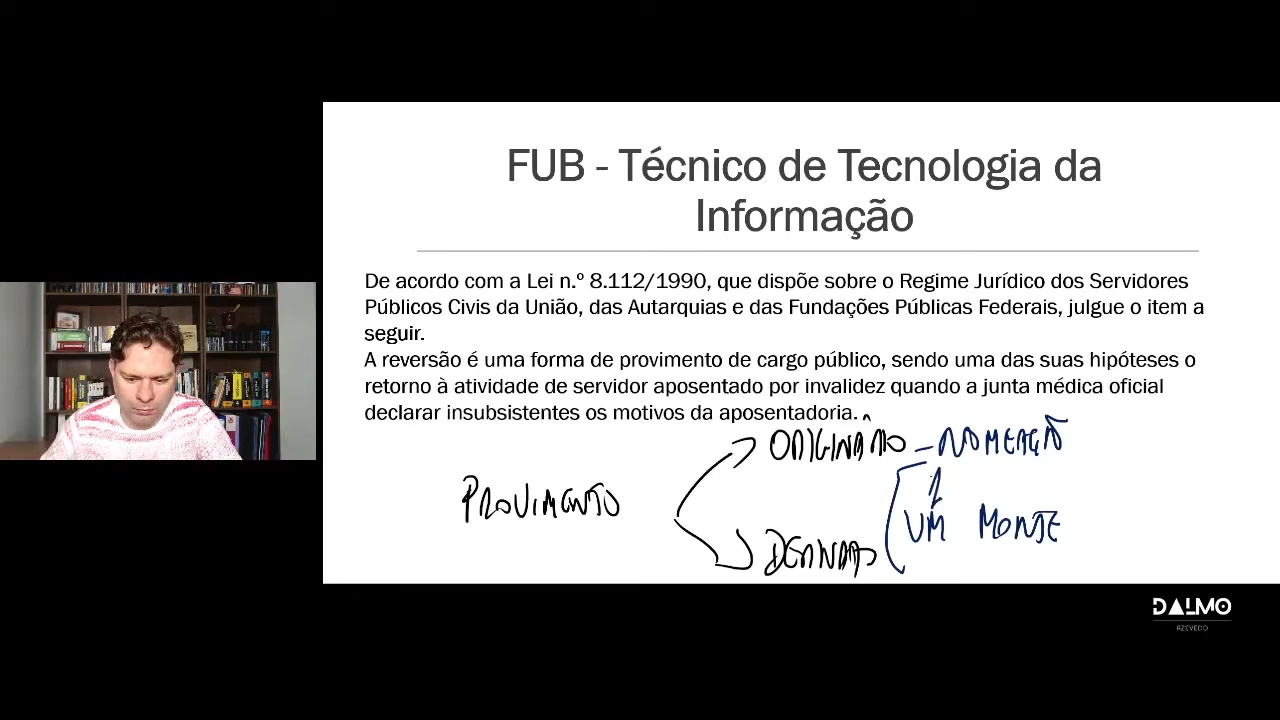 FUB - Técnico de Tecnologia da
Informação
De acordo com a Lei n.º 8.112/1990, que dispõe sobre o Regime Jurídico dos Servidores
Públicos Civis da União, das Autarquias e das Fundações Públicas Federais, julgue o item a
seguir.
A reversão é uma forma de provimento de cargo público, sendo uma das suas hipóteses o
retorno à atividade de servidor aposentado por invalidez quando a junta médica oficial
declarar insubsistentes os motivos da aposentadoria.
ORIGINÁRIO - NOMEAÇÃO
PROVIMENTO
UM MONTE
DERIVADO
DALMO
AZEVEDO